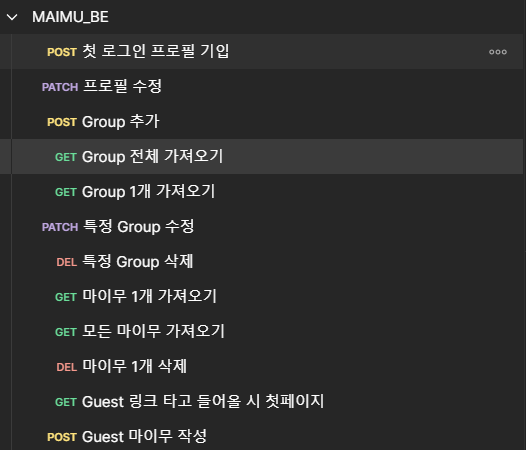 MAIMU_BE
POST 첫 로그인 프로필 기입
PATCH 프로필 수정
POST Group 추가
GET Group 전체 가져오기
GET Group 1개 가져오기
PATCH 특정 Group 수정
DEL 특정 Group 삭제
GET 마이무 1개 가져오기
GET 모든 마이무 가져오기
DEL 마이무 1개 삭제
GET Guest 링크 타고 들어올 시 첫페이지
POST Guest 마이무 작성